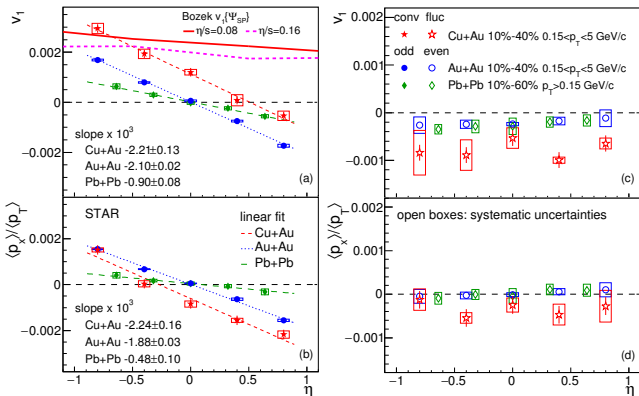 v₁
Bozek v₁{Ψ_SP}
η/s=0.08 η/s=0.16
0.002
0
−0.002
slope x 10³
Cu+Au -2.21±0.13
Au+Au -2.10±0.02
Pb+Pb -0.90±0.08
(a)
⟨p_x⟩/⟨p_T⟩
STAR
linear fit
Cu+Au
Au+Au
Pb+Pb
0.002
0
−0.002
slope x 10³
Cu+Au -2.24±0.16
Au+Au -1.88±0.03
Pb+Pb -0.48±0.10
(b)
−1 −0.5 0 0.5 1
η
v₁
conv fluc
Cu+Au 10%-40% 0.15<p_T<5 GeV/c
odd even
Au+Au 10%-40% 0.15<p_T<5 GeV/c
Pb+Pb 10%-60% p_T>0.15 GeV/c
0.002
0.001
0
−0.001
(c)
⟨p_x⟩/⟨p_T⟩
0.002
open boxes: systematic uncertainties
0.001
0
−0.001
(d)
−1 −0.5 0 0.5 1
η